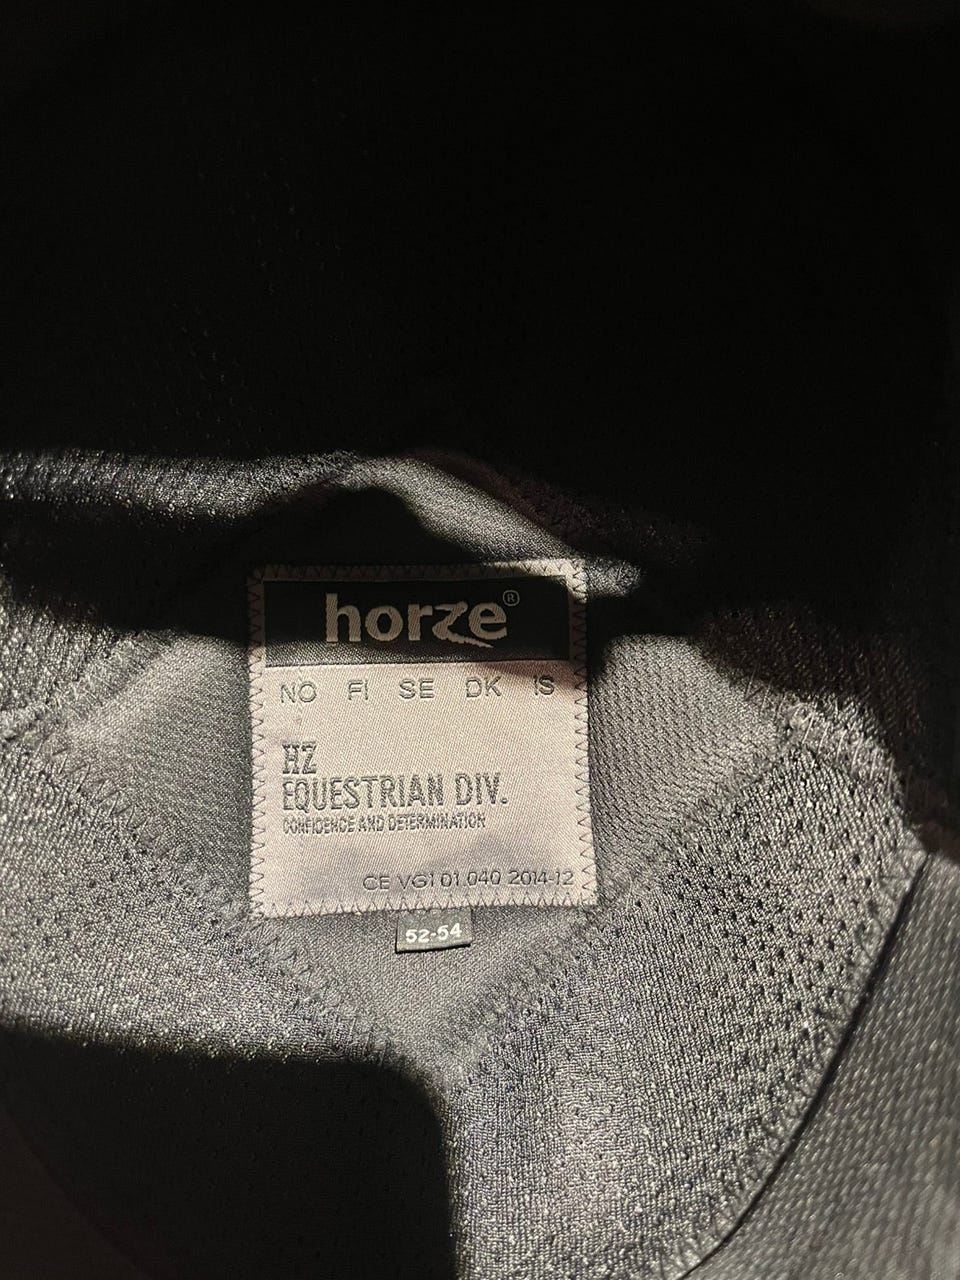 horze®
NO FI SE DK IS
HZ
EQUESTRIAN DIV.
CONFIDENCE AND DETERMINATION
CE VG1 01.040 2014-12
52-54